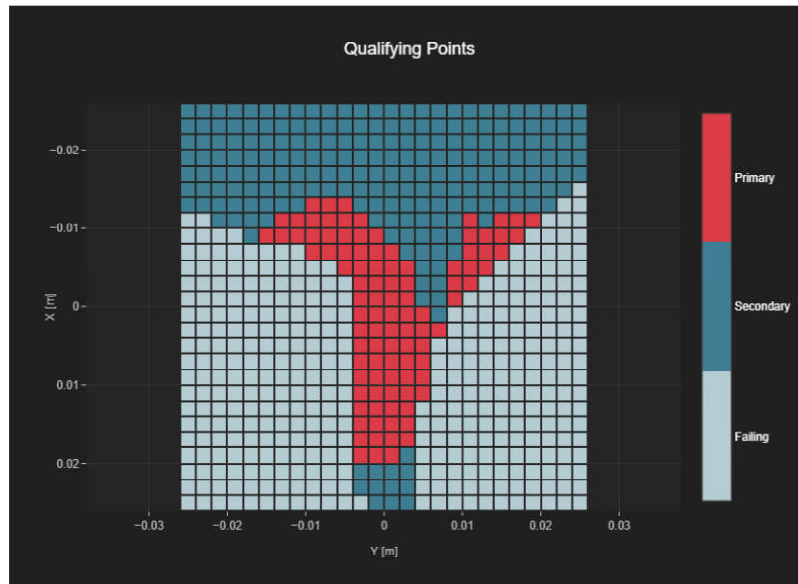 Qualifying Points
−0.02
−0.01
0
0.01
0.02
X [m]
−0.03
−0.02
−0.01
0
0.01
0.02
0.03
Y [m]
Primary
Secondary
Failing